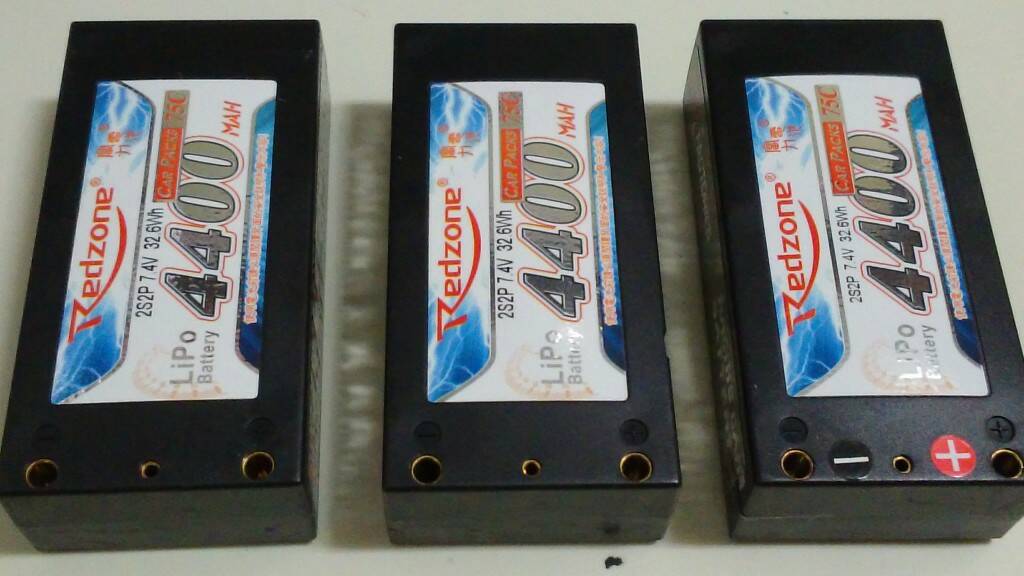 Redzone®
2S2P 7.4V 32.6Wh
CAR PACKS 75C
4400 MAH
LiPo
Battery
Redzone®
2S2P 7.4V 32.6Wh
CAR PACKS 75C
4400 MAH
LiPo
Battery
Redzone®
2S2P 7.4V 32.6Wh
CAR PACKS 75C
4400 MAH
LiPo
Battery